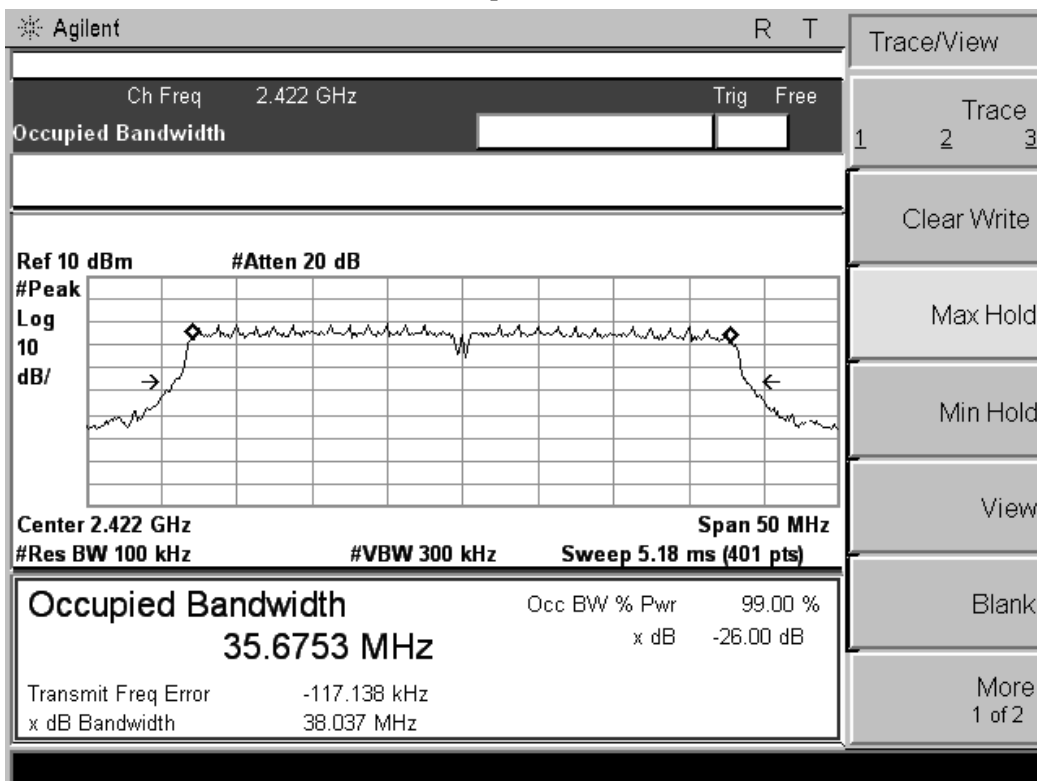 Agilent R T
Ch Freq 2.422 GHz Trig Free
Occupied Bandwidth
Ref 10 dBm #Atten 20 dB
#Peak
Log
10
dB/
Center 2.422 GHz Span 50 MHz
#Res BW 100 kHz #VBW 300 kHz Sweep 5.18 ms (401 pts)
Occupied Bandwidth
35.6753 MHz
Occ BW % Pwr 99.00 %
x dB -26.00 dB
Transmit Freq Error -117.138 kHz
x dB Bandwidth 38.037 MHz
Trace/View
Trace
1 2 3
Clear Write
Max Hold
Min Hold
View
Blank
More
1 of 2